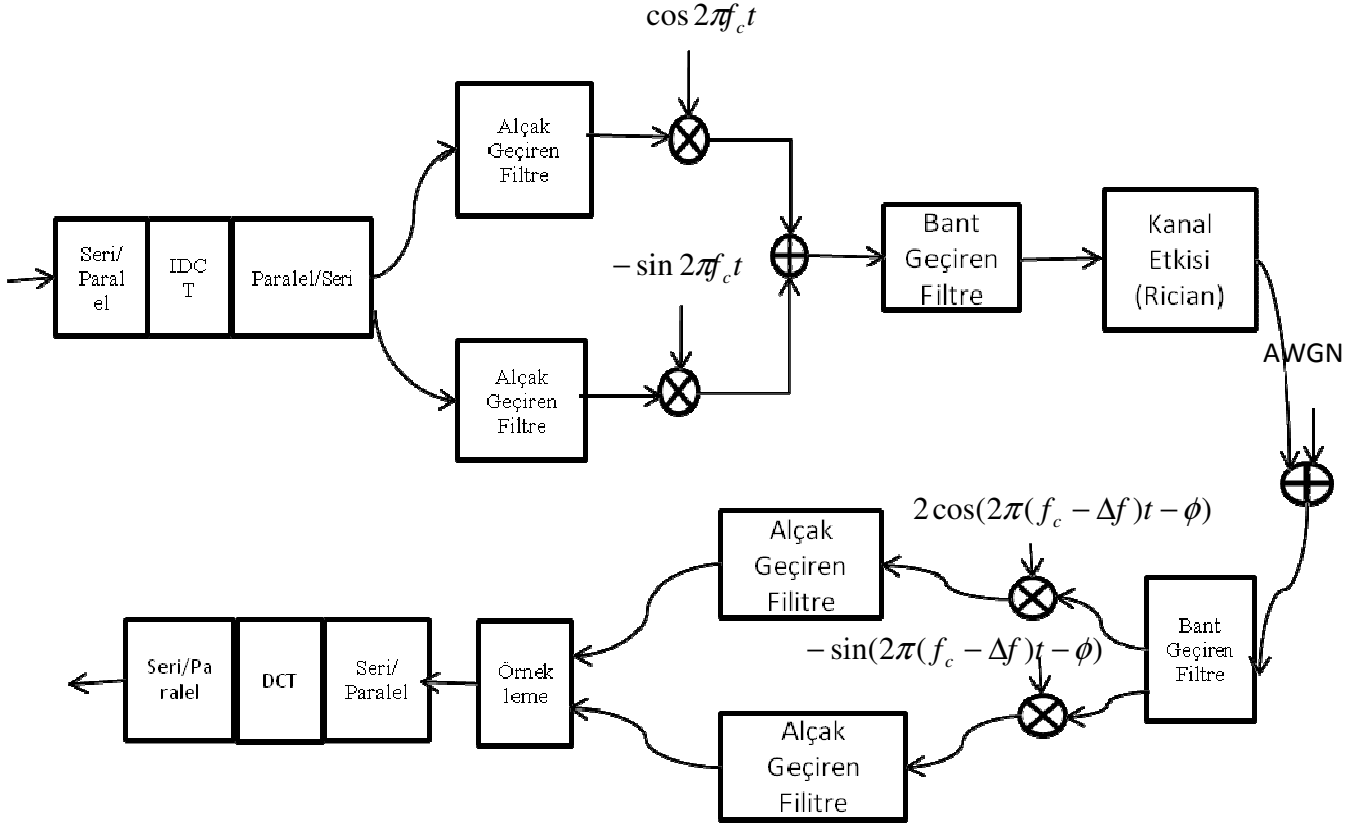 cos 2πf_c t
Alçak
Geçiren
Filtre
Seri/
Paral
el
IDC
T
Paralel/Seri
− sin 2πf_c t
Bant
Geçiren
Filtre
Kanal
Etkisi
(Rician)
Alçak
Geçiren
Filtre
AWGN
2cos(2π(f_c − Δf)t − ϕ)
Alçak
Geçiren
Filitre
− sin(2π(f_c − Δf)t − ϕ)
Bant
Geçiren
Filtre
Seri/Pa
ralel
DCT
Seri/
Paralel
Örnek
leme
Alçak
Geçiren
Filitre